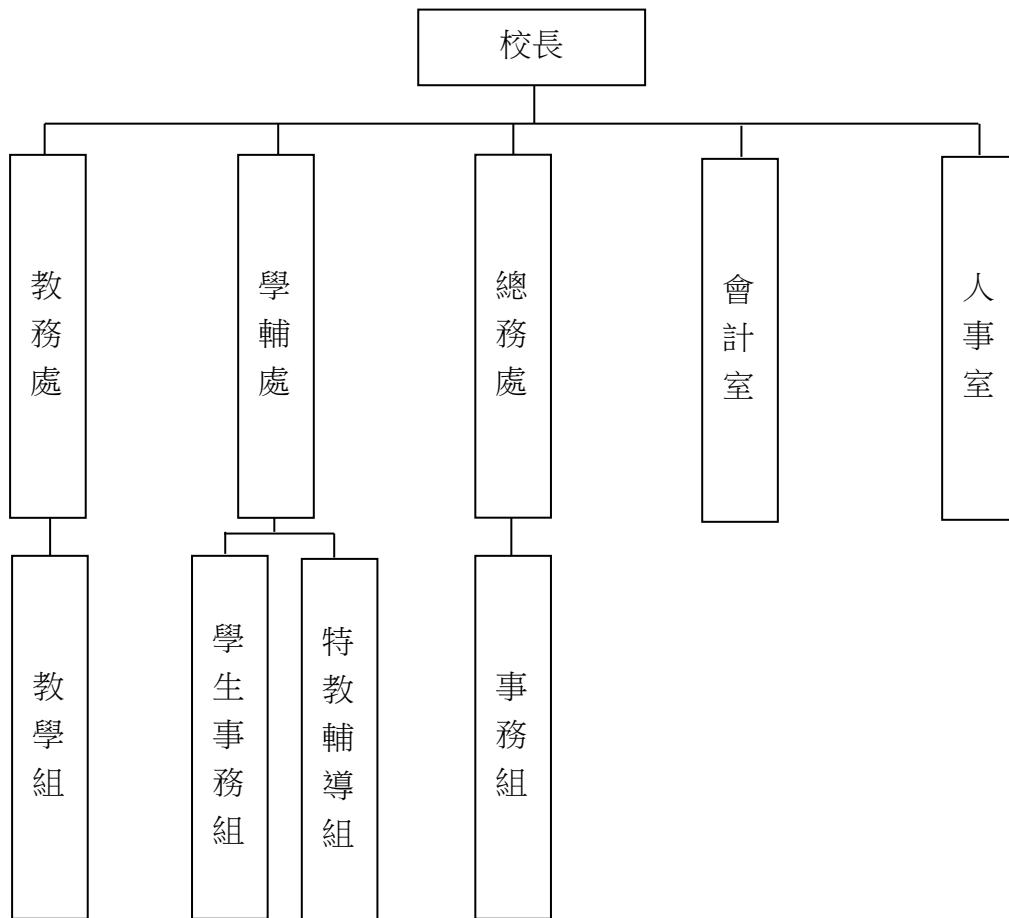 校長
教務處
學輔處
總務處
會計室
人事室
教學組
學生事務組
特教輔導組
事務組